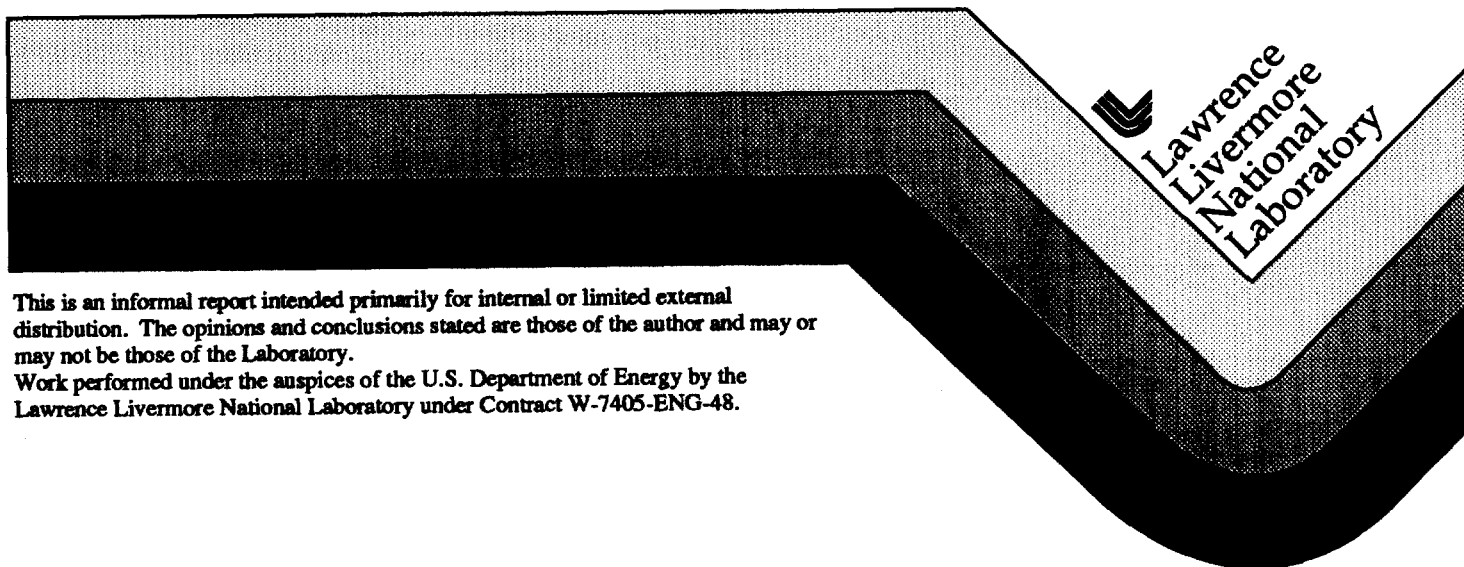 Lawrence
Livermore
National
Laboratory
This is an informal report intended primarily for internal or limited external
distribution. The opinions and conclusions stated are those of the author and may or
may not be those of the Laboratory.
Work performed under the auspices of the U.S. Department of Energy by the
Lawrence Livermore National Laboratory under Contract W-7405-ENG-48.